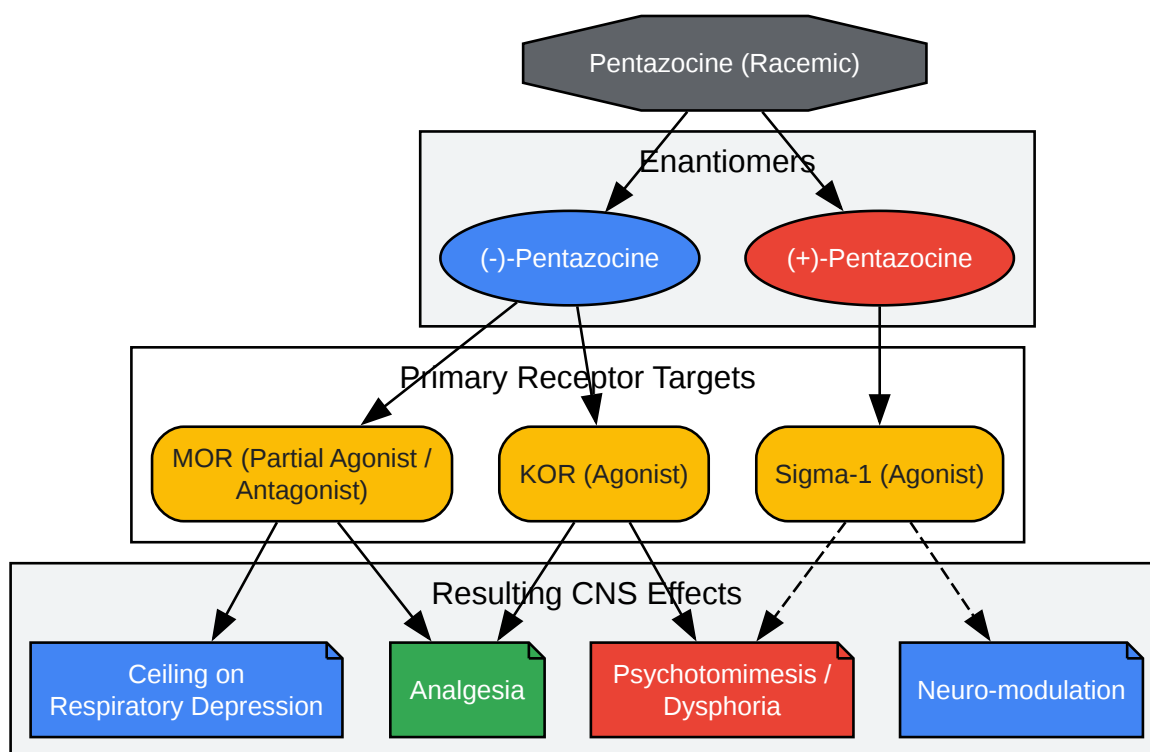 Pentazocine (Racemic)
Enantiomers
(-)-Pentazocine
(+)-Pentazocine
Primary Receptor Targets
MOR (Partial Agonist /
Antagonist)
KOR (Agonist)
Sigma-1 (Agonist)
Resulting CNS Effects
Ceiling on
Respiratory Depression
Analgesia
Psychotomimesis /
Dysphoria
Neuro-modulation